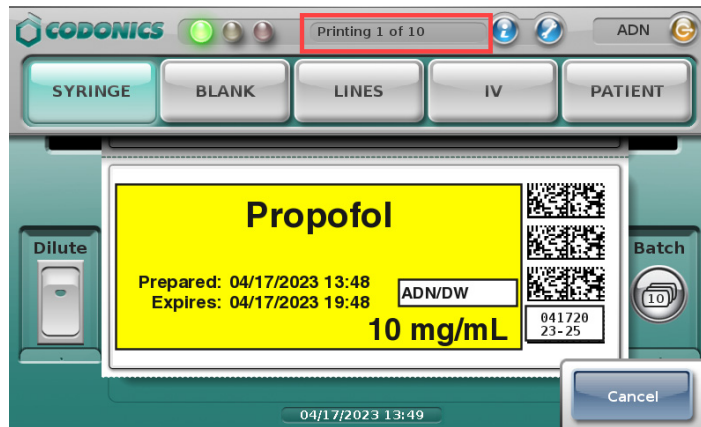 CODONICS
Printing 1 of 10
i ?
ADN
SYRINGE BLANK LINES IV PATIENT
Propofol
Dilute
Batch
10
Prepared: 04/17/2023 13:48
Expires: 04/17/2023 19:48
ADN/DW
10 mg/mL
041720
23-25
Cancel
04/17/2023 13:49